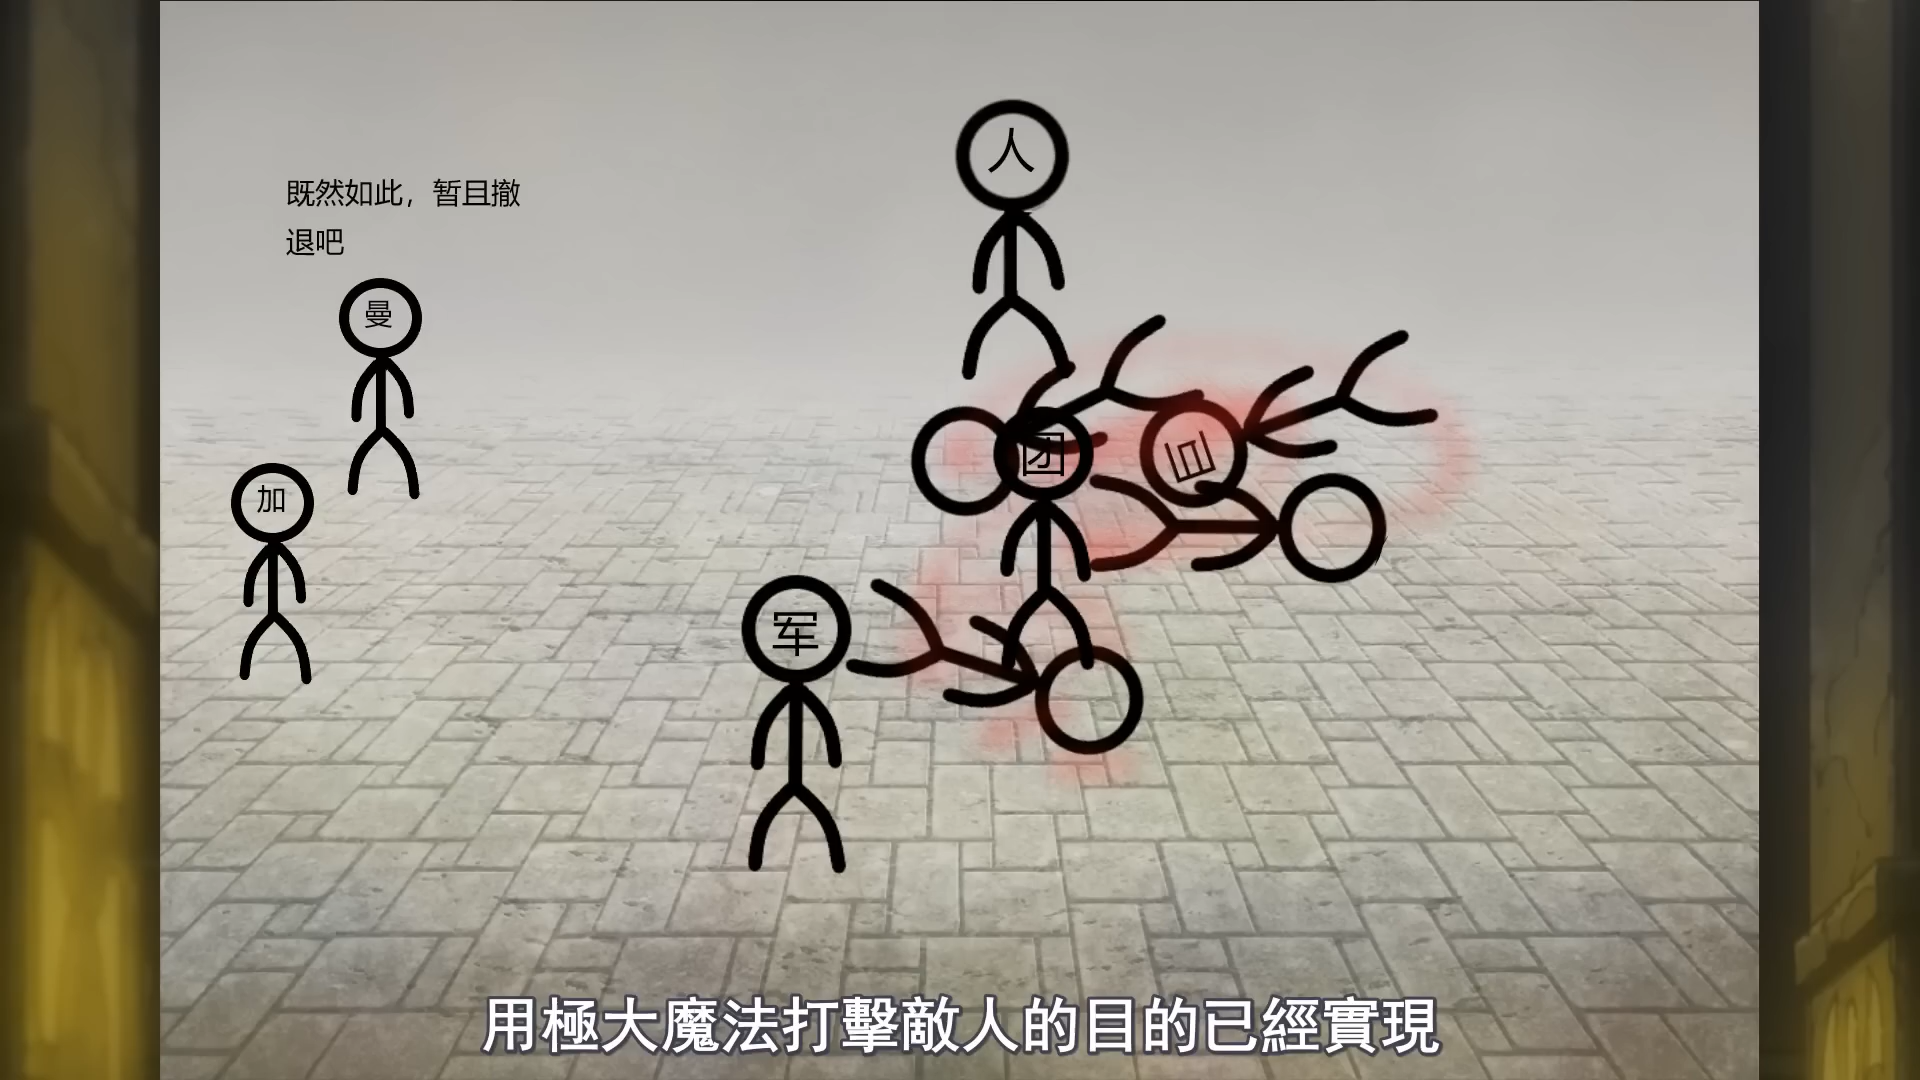 人
既然如此，暂且撤
退吧
曼
团
加
军
用極大魔法打擊敵人的目的已經實現